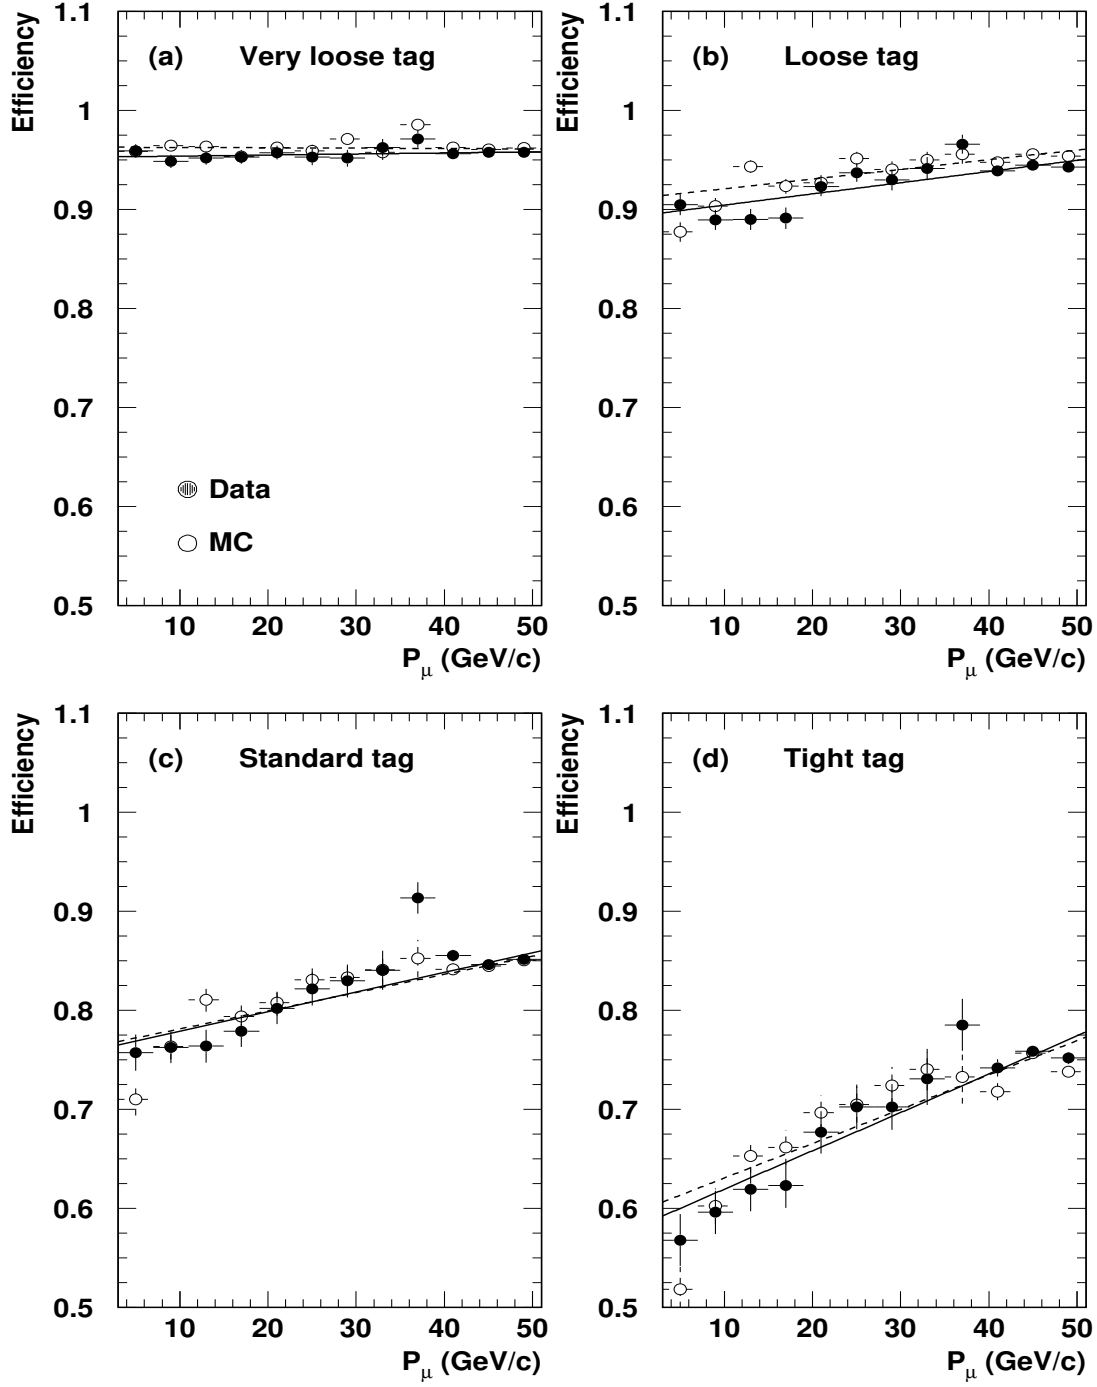 Efficiency
1.1
1
0.9
0.8
0.7
0.6
0.5
(a) Very loose tag
Data
MC
10 20 30 40 50
P_μ (GeV/c)
Efficiency
1.1
1
0.9
0.8
0.7
0.6
0.5
(b) Loose tag
10 20 30 40 50
P_μ (GeV/c)
Efficiency
1.1
1
0.9
0.8
0.7
0.6
0.5
(c) Standard tag
10 20 30 40 50
P_μ (GeV/c)
Efficiency
1.1
1
0.9
0.8
0.7
0.6
0.5
(d) Tight tag
10 20 30 40 50
P_μ (GeV/c)